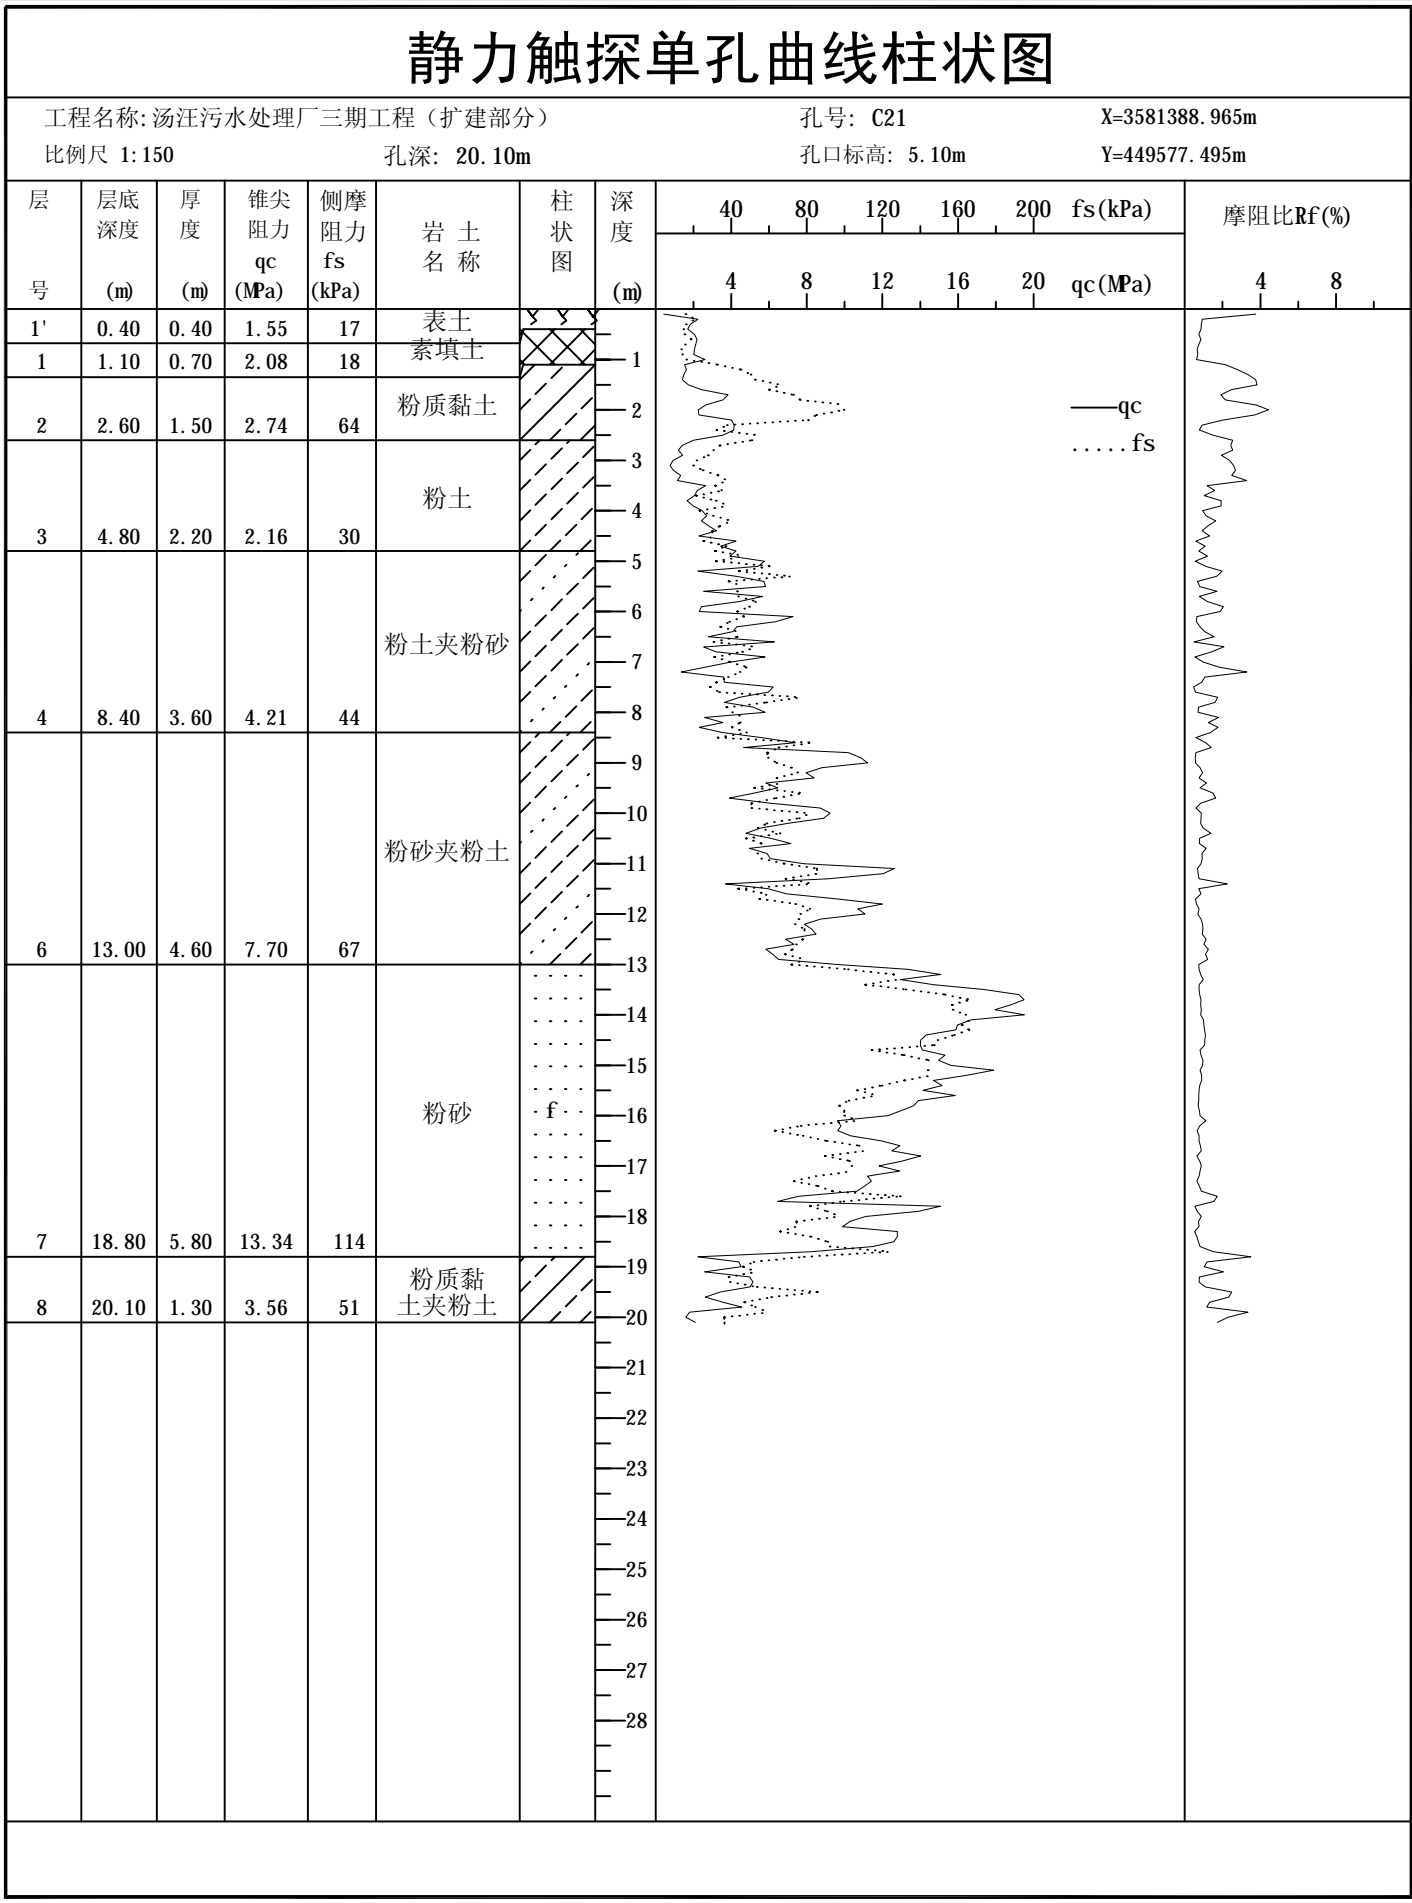 静力触探单孔曲线柱状图
工程名称:汤汪污水处理厂三期工程（扩建部分） 孔号: C21 X=3581388.965m
比例尺 1:150 孔深: 20.10m 孔口标高: 5.10m Y=449577.495m
层号 层底深度(m) 厚度(m) 锥尖阻力qc(MPa) 侧摩阻力fs(kPa) 岩土名称 柱状图 深度(m)
40 80 120 160 200 fs(kPa)
4 8 12 16 20 qc(MPa)
摩阻比Rf(%)
4 8
1' 0.40 0.40 1.55 17 表土
1 1.10 0.70 2.08 18 素填土
2 2.60 1.50 2.74 64 粉质黏土
3 4.80 2.20 2.16 30 粉土
4 8.40 3.60 4.21 44 粉土夹粉砂
6 13.00 4.60 7.70 67 粉砂夹粉土
7 18.80 5.80 13.34 114 粉砂
f
8 20.10 1.30 3.56 51 粉质黏
土夹粉土
1
2
3
4
5
6
7
8
9
10
11
12
13
14
15
16
17
18
19
20
21
22
23
24
25
26
27
28
qc
.....fs